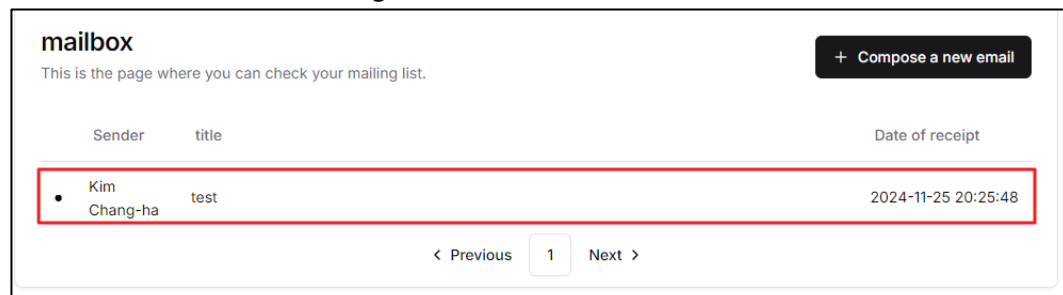 mailbox
This is the page where you can check your mailing list.
+ Compose a new email
Sender title Date of receipt
Kim
Chang-ha
test
2024-11-25 20:25:48
< Previous 1 Next >